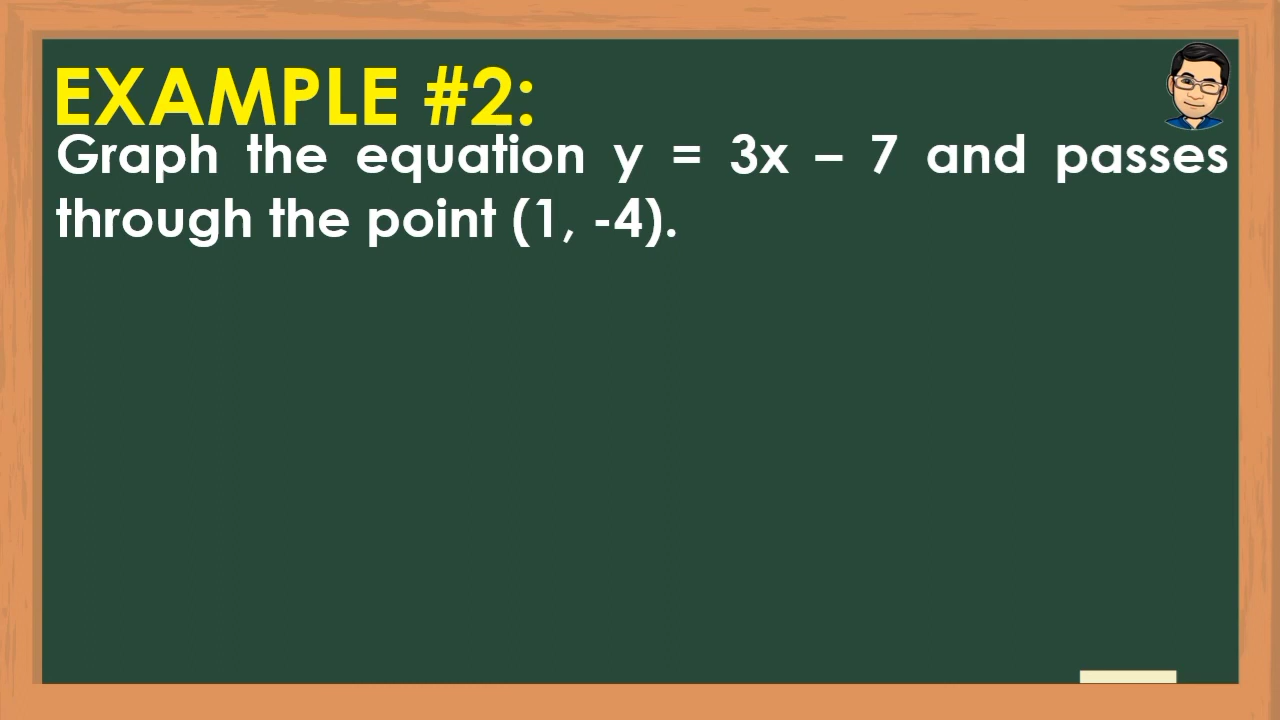 EXAMPLE #2:
Graph the equation y = 3x – 7 and passes
through the point (1, -4).